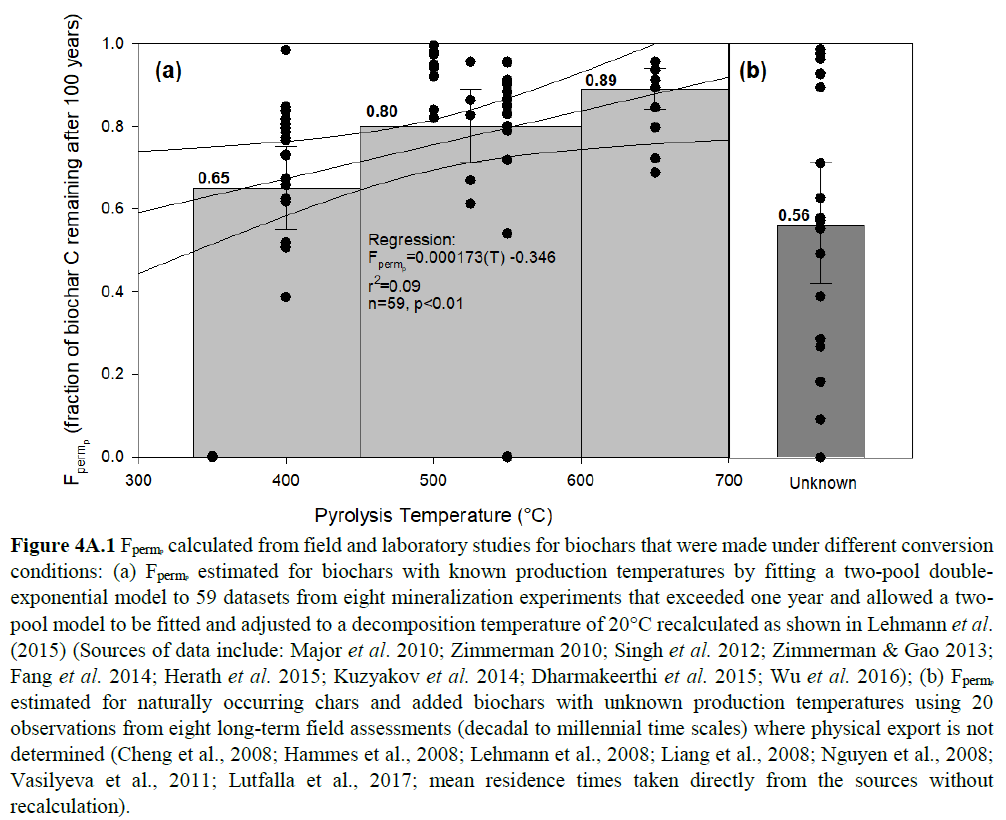 F_perm_p (fraction of biochar C remaining after 100 years)
1.0
0.8
0.6
0.4
0.2
0.0
(a)
0.65
0.80
0.89
Regression:
F_perm_p=0.000173(T) -0.346
r²=0.09
n=59, p<0.01
300
400
500
600
700
Pyrolysis Temperature (°C)
(b)
0.56
Unknown
Figure 4A.1 F_perm_p calculated from field and laboratory studies for biochars that were made under different conversion
conditions: (a) F_perm_p estimated for biochars with known production temperatures by fitting a two-pool double-
exponential model to 59 datasets from eight mineralization experiments that exceeded one year and allowed a two-
pool model to be fitted and adjusted to a decomposition temperature of 20°C recalculated as shown in Lehmann et al.
(2015) (Sources of data include: Major et al. 2010; Zimmerman 2010; Singh et al. 2012; Zimmerman & Gao 2013;
Fang et al. 2014; Herath et al. 2015; Kuzyakov et al. 2014; Dharmakeerthi et al. 2015; Wu et al. 2016); (b) F_perm_p
estimated for naturally occurring chars and added biochars with unknown production temperatures using 20
observations from eight long-term field assessments (decadal to millennial time scales) where physical export is not
determined (Cheng et al., 2008; Hammes et al., 2008; Lehmann et al., 2008; Liang et al., 2008; Nguyen et al., 2008;
Vasilyeva et al., 2011; Lutfalla et al., 2017; mean residence times taken directly from the sources without
recalculation).